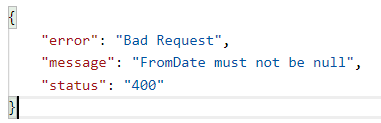 {
    "error": "Bad Request",
    "message": "FromDate must not be null",
    "status": "400"
}